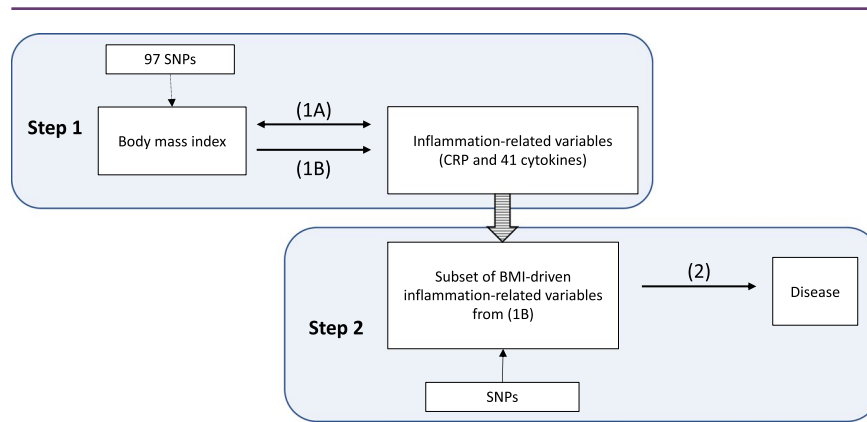 97 SNPs
Step 1
Body mass index
(1A)
(1B)
Inflammation-related variables
(CRP and 41 cytokines)
Step 2
Subset of BMI-driven
inflammation-related variables
from (1B)
(2)
Disease
SNPs